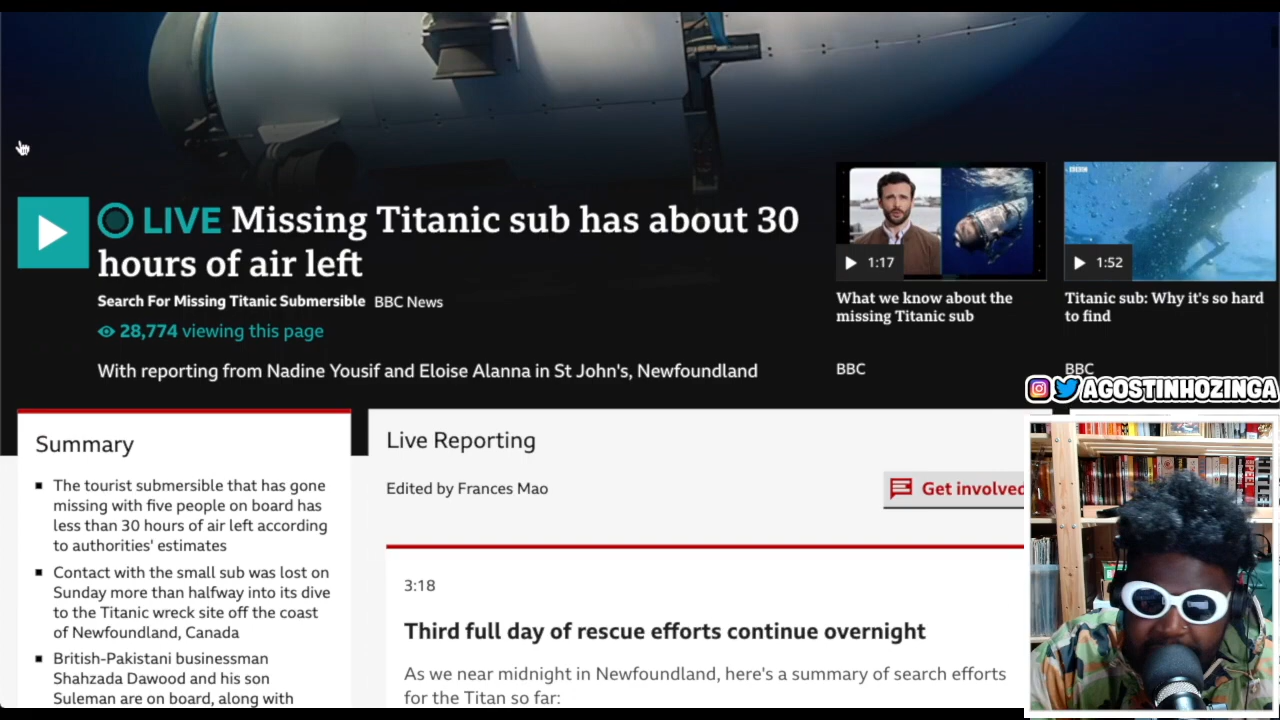 LIVE Missing Titanic sub has about 30
hours of air left
Search For Missing Titanic Submersible BBC News
28,774 viewing this page
With reporting from Nadine Yousif and Eloise Alanna in St John's, Newfoundland
1:17
What we know about the
missing Titanic sub
BBC
BBC
1:52
Titanic sub: Why it's so hard
to find
BBC
AGOSTINHOZINGA
Summary
The tourist submersible that has gone
missing with five people on board has
less than 30 hours of air left according
to authorities' estimates
Contact with the small sub was lost on
Sunday more than halfway into its dive
to the Titanic wreck site off the coast
of Newfoundland, Canada
British-Pakistani businessman
Shahzada Dawood and his son
Suleman are on board, along with
Live Reporting
Edited by Frances Mao
Get involved
3:18
Third full day of rescue efforts continue overnight
As we near midnight in Newfoundland, here's a summary of search efforts
for the Titan so far: